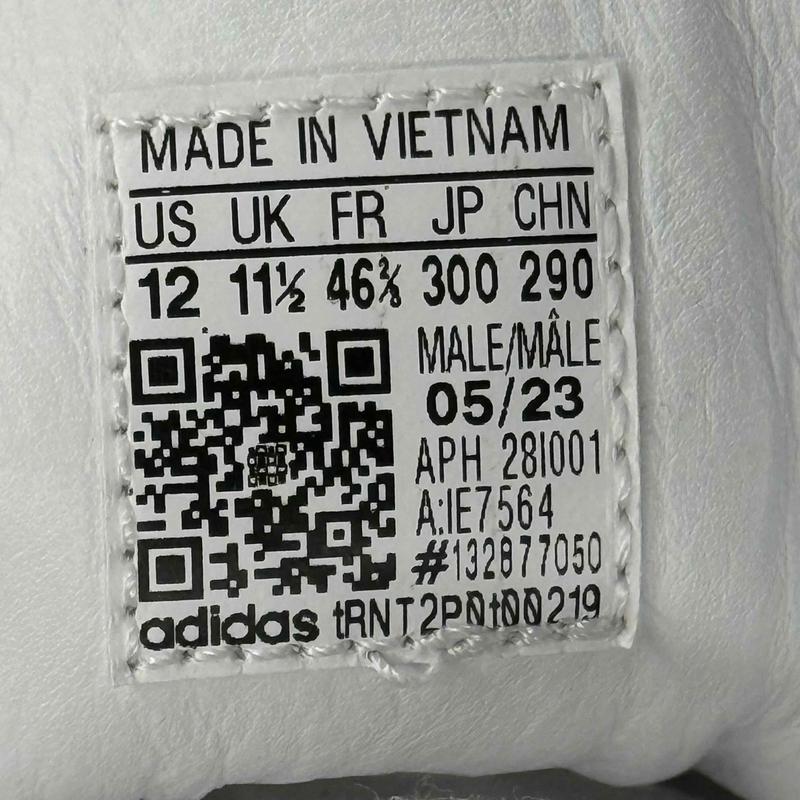 MADE IN VIETNAM
US UK FR JP CHN
12 11½ 46⅔ 300 290
MALE/MÂLE
05/23
APH 28I001
A:IE7564
#132877050
adidas tRNT2P0t00219